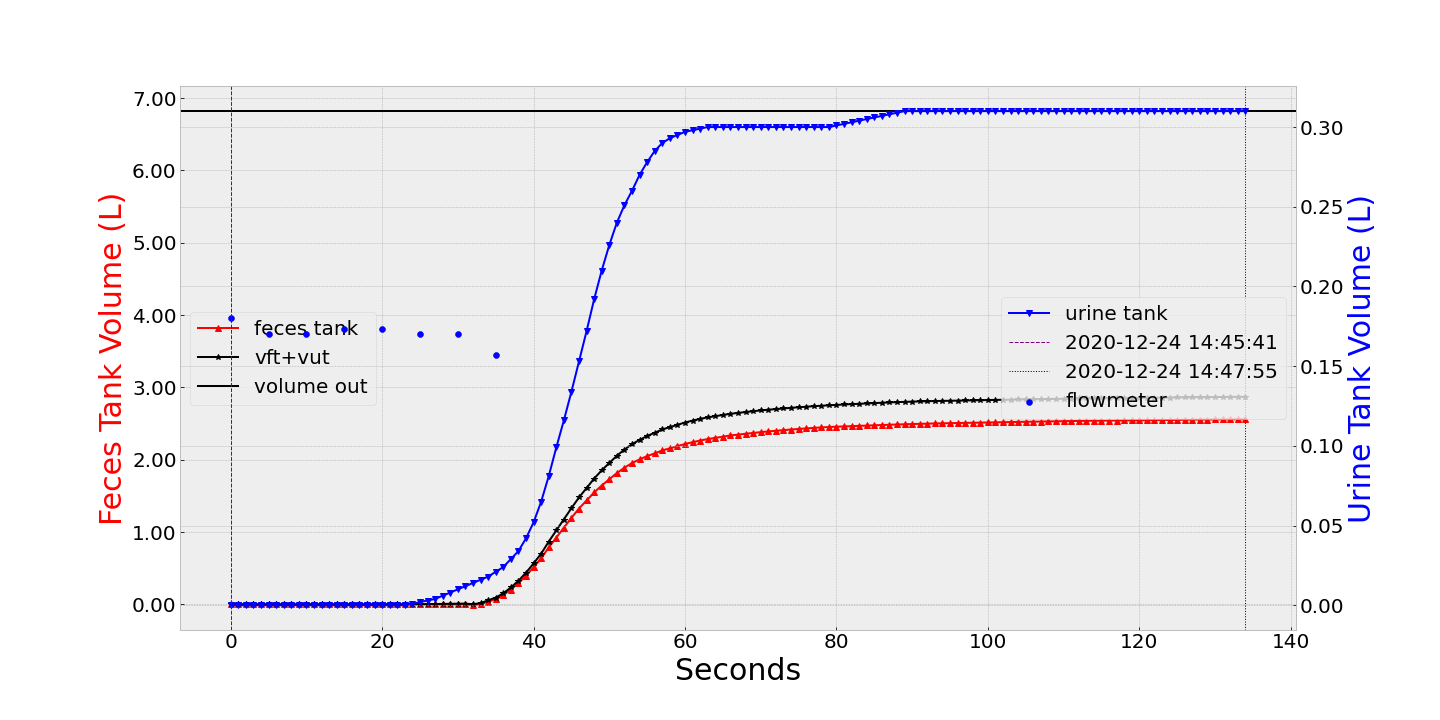 7.00
6.00
5.00
4.00
3.00
2.00
1.00
0.00
Feces Tank Volume (L)
feces tank
vft+vut
volume out
urine tank
2020-12-24 14:45:41
2020-12-24 14:47:55
flowmeter
0.30
0.25
0.20
0.15
0.10
0.05
0.00
Urine Tank Volume (L)
0 20 40 60 80 100 120 140
Seconds